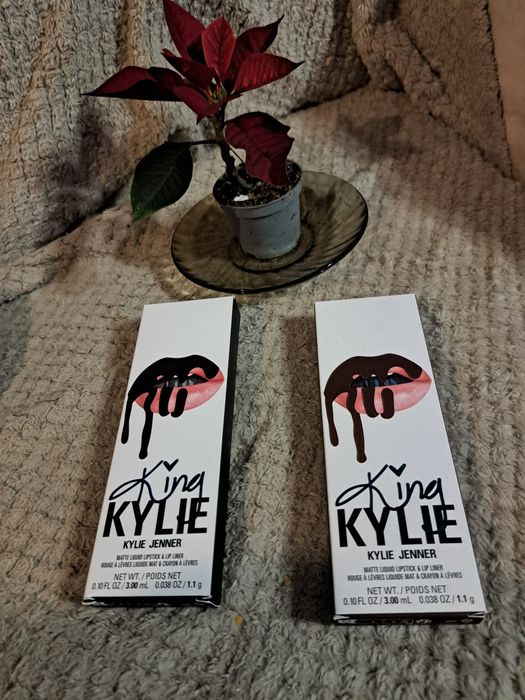 King
KYLIE
KYLIE JENNER
MATTE LIQUID LIPSTICK & LIP LINER
ROUGE À LÈVRES LIQUIDE MAT & CRAYON À LÈVRES
NET WT. / POIDS NET
0.10 FL OZ / 3.00 mL 0.038 OZ / 1.1 g
King
KYLIE
KYLIE JENNER
MATTE LIQUID LIPSTICK & LIP LINER
ROUGE À LÈVRES LIQUIDE MAT & CRAYON À LÈVRES
NET WT. / POIDS NET
0.10 FL OZ / 3.00 mL 0.038 OZ / 1.1 g